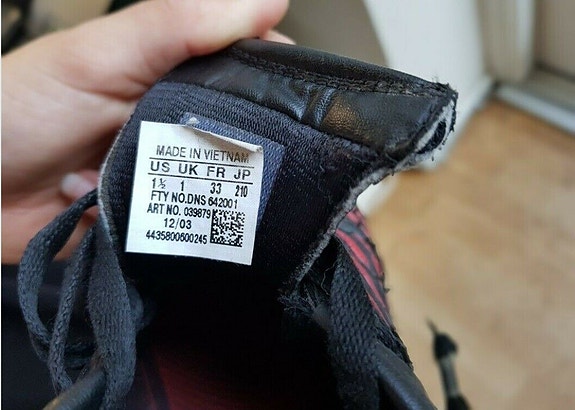 MADE IN VIETNAM
US UK FR JP
1½ 1 33 210
FTY NO.DNS 642001
ART NO. 039879
12/03
4435800600245